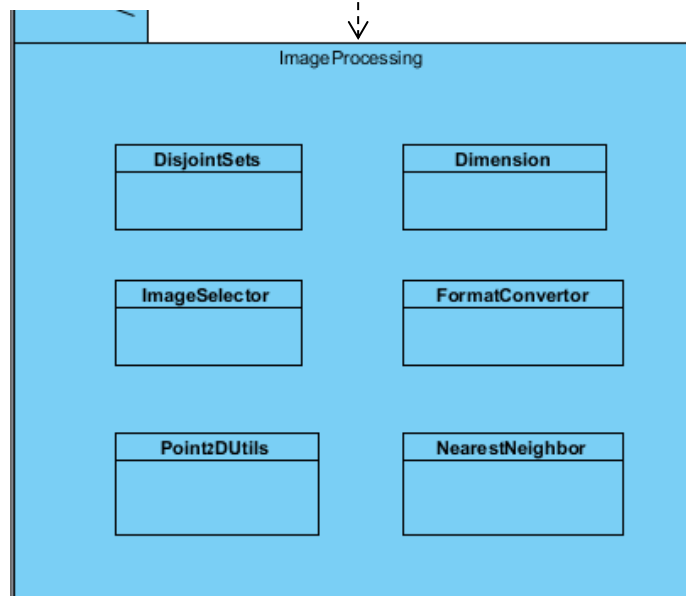 ImageProcessing
DisjointSets
Dimension
ImageSelector
FormatConvertor
Point2DUtils
NearestNeighbor